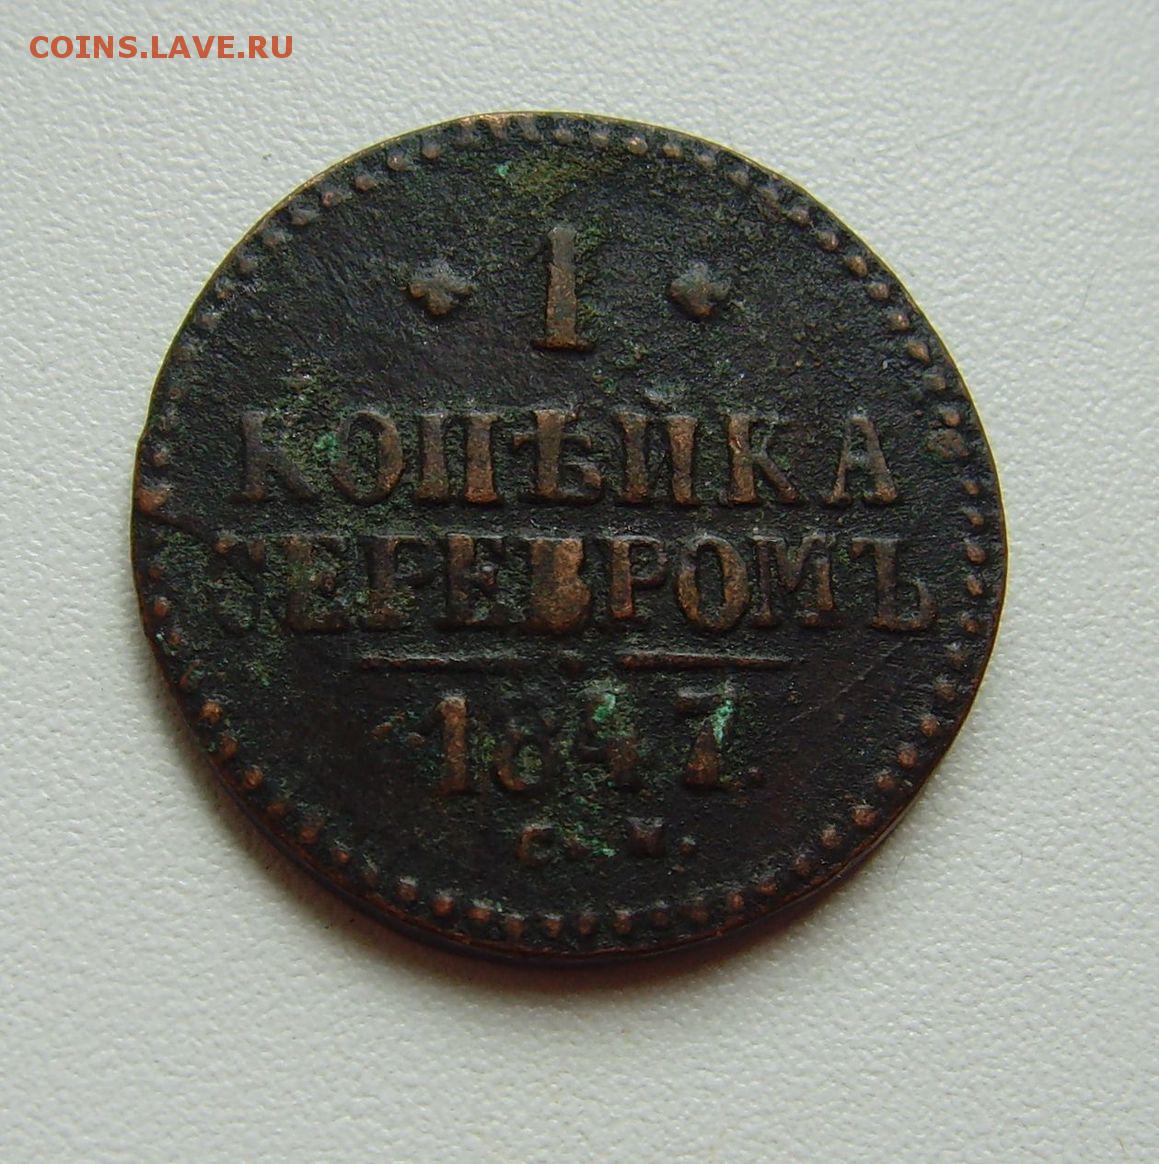 COINS.LAVE.RU
1
КОПѢЙКА
СЕРЕБРОМЪ
1847.
С. М.